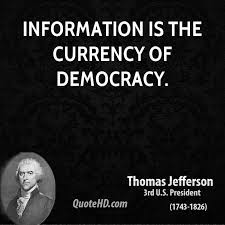 INFORMATION IS THE
CURRENCY OF
DEMOCRACY.
Thomas Jefferson
3rd U.S. President
(1743-1826)
QuoteHD.com